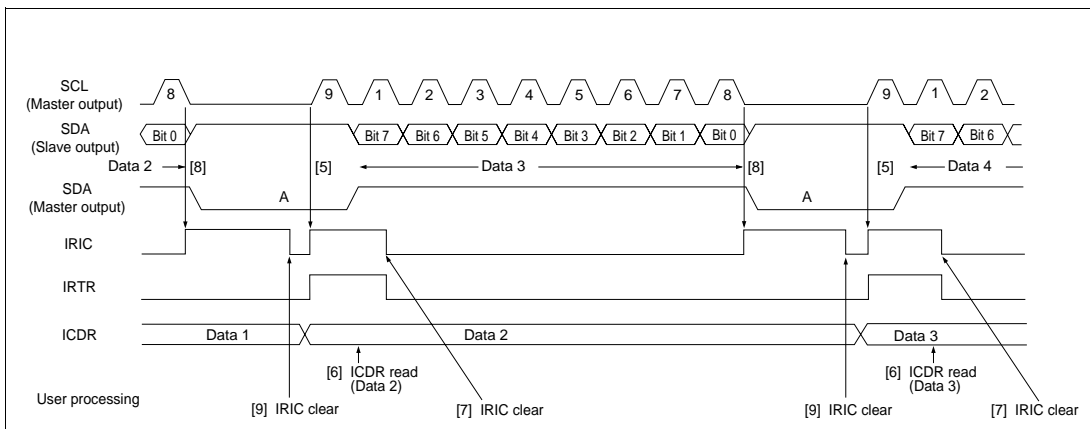 SCL
(Master output)
8 9 1 2 3 4 5 6 7 8 9 1 2
SDA
(Slave output)
Bit 0 Bit 7 Bit 6 Bit 5 Bit 4 Bit 3 Bit 2 Bit 1 Bit 0 Bit 7 Bit 6
Data 2 [8] [5] Data 3 [8] [5] Data 4
SDA
(Master output)
A A
IRIC
IRTR
ICDR Data 1 Data 2 Data 3
User processing
[9] IRIC clear
[6] ICDR read
(Data 2)
[7] IRIC clear
[9] IRIC clear
[6] ICDR read
(Data 3)
[7] IRIC clear